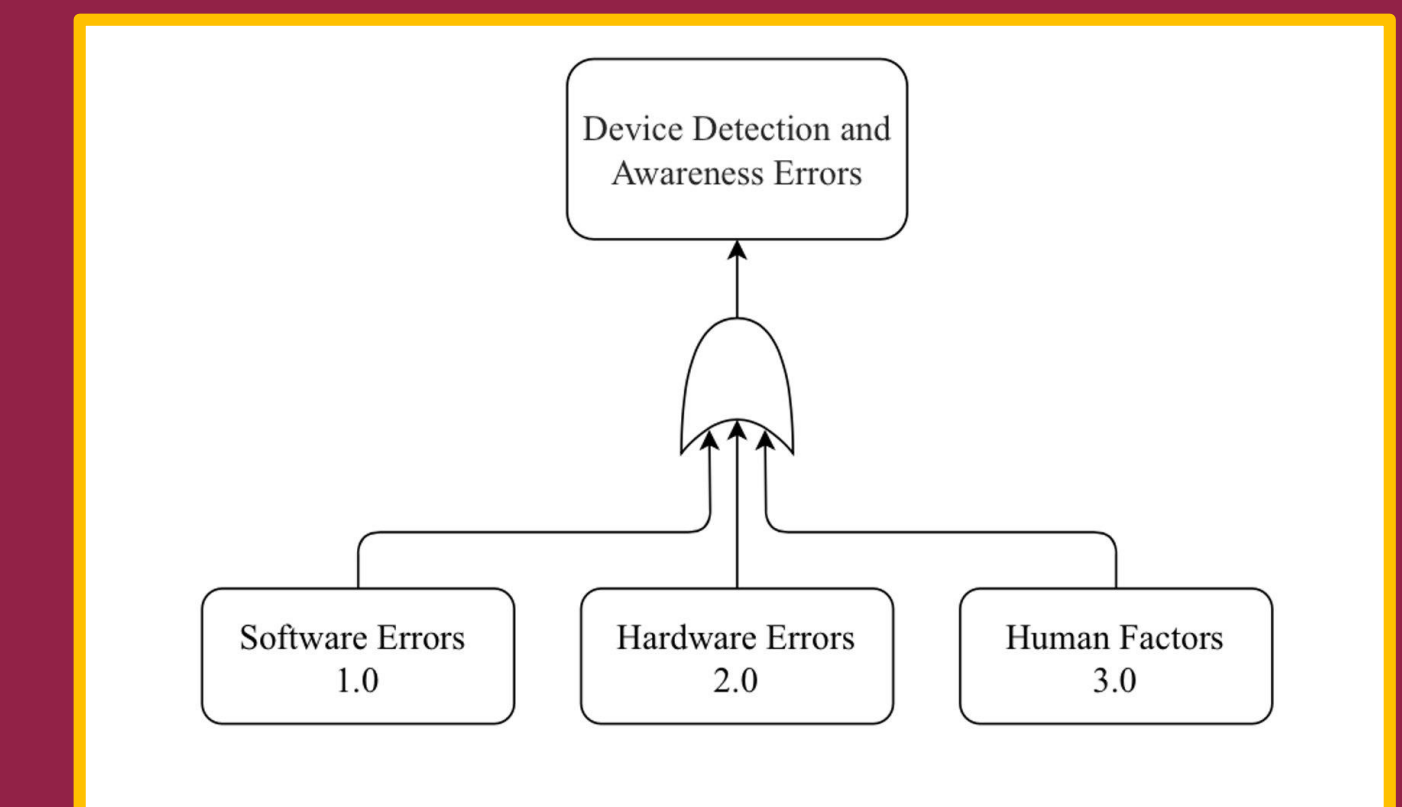 Device Detection and
Awareness Errors
Software Errors
1.0
Hardware Errors
2.0
Human Factors
3.0